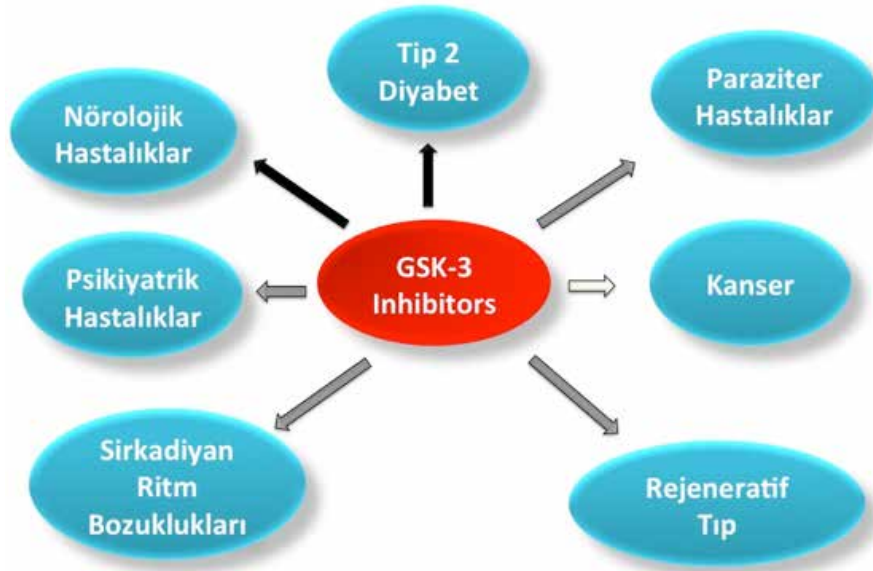 Tip 2
Diyabet
Paraziter
Hastalıklar
Nörolojik
Hastalıklar
GSK-3
Inhibitors
Psikiyatrik
Hastalıklar
Kanser
Sirkadiyan
Ritm
Bozuklukları
Rejeneratif
Tıp